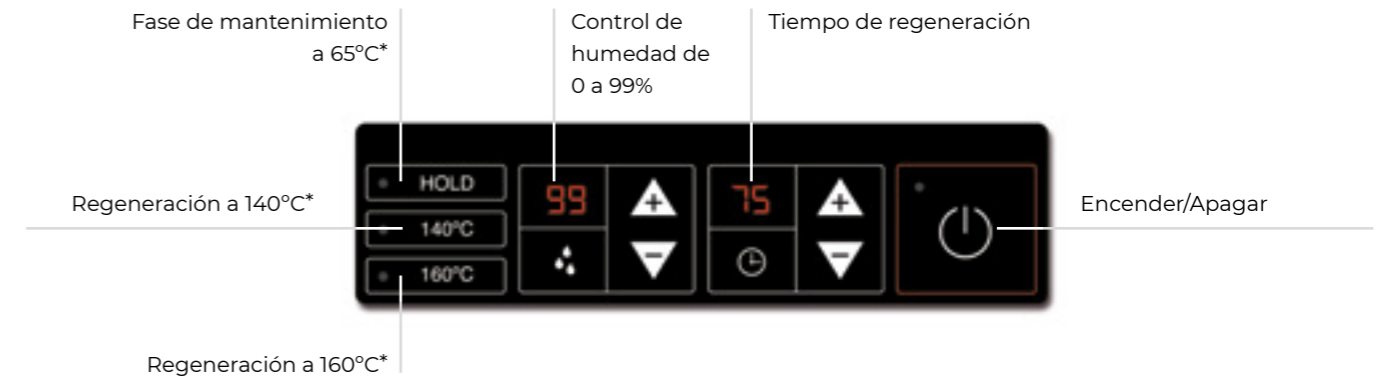 Fase de mantenimiento
a 65ºC*
Control de
humedad de
0 a 99%
Tiempo de regeneración
Regeneración a 140ºC*
HOLD
140ºC
160ºC
99
75
Encender/Apagar
Regeneración a 160ºC*